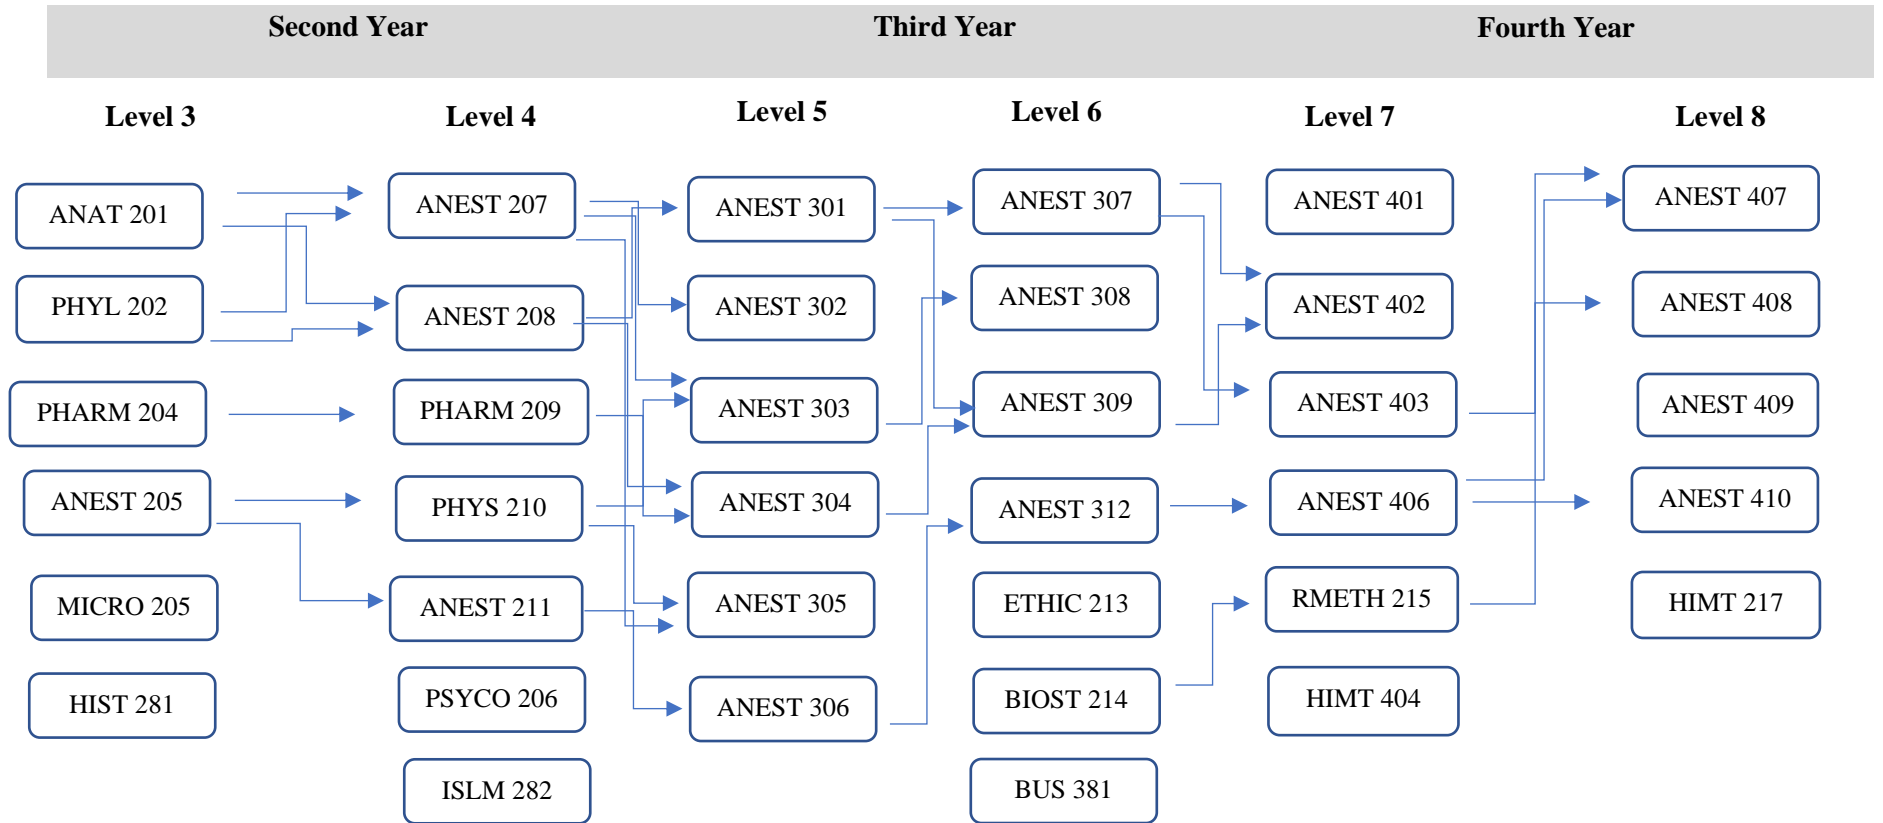 Second Year
Third Year
Fourth Year
Level 3
Level 4
Level 5
Level 6
Level 7
Level 8
ANAT 201
PHYL 202
PHARM 204
ANEST 205
MICRO 205
HIST 281
ANEST 207
ANEST 208
PHARM 209
PHYS 210
ANEST 211
PSYCO 206
ISLM 282
ANEST 301
ANEST 302
ANEST 303
ANEST 304
ANEST 305
ANEST 306
ANEST 307
ANEST 308
ANEST 309
ANEST 312
ETHIC 213
BIOST 214
BUS 381
ANEST 401
ANEST 402
ANEST 403
ANEST 406
RMETH 215
HIMT 404
ANEST 407
ANEST 408
ANEST 409
ANEST 410
HIMT 217